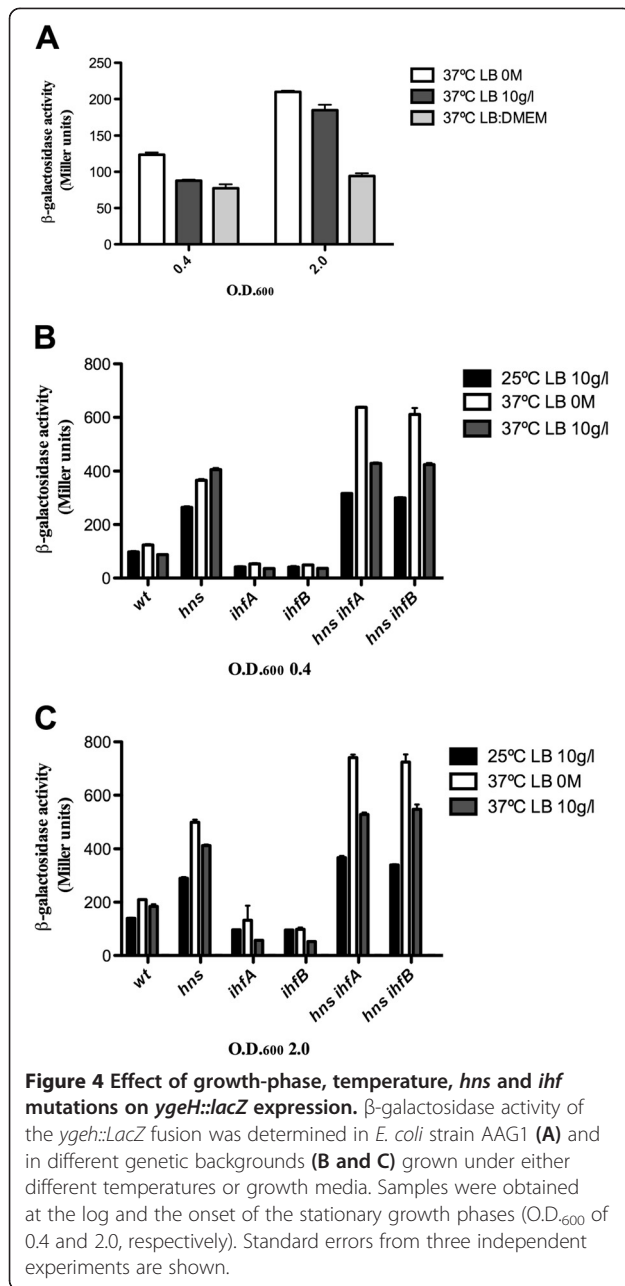 A
β-galactosidase activity
(Miller units)
250
200
150
100
50
0
0.4
2.0
O.D.600
37ºC LB 0M
37ºC LB 10g/l
37ºC LB:DMEM
B
β-galactosidase activity
(Miller units)
800
600
400
200
0
wt
hns
ihfA
ihfB
hns ihfA
hns ihfB
O.D.600 0.4
25ºC LB 10g/l
37ºC LB 0M
37ºC LB 10g/l
C
β-galactosidase activity
(Miller units)
800
600
400
200
0
wt
hns
ihfA
ihfB
hns ihfA
hns ihfB
O.D.600 2.0
25ºC LB 10g/l
37ºC LB 0M
37ºC LB 10g/l
Figure 4 Effect of growth-phase, temperature, hns and ihf
mutations on ygeH::lacZ expression. β-galactosidase activity of
the ygeh::LacZ fusion was determined in E. coli strain AAG1 (A) and
in different genetic backgrounds (B and C) grown under either
different temperatures or growth media. Samples were obtained
at the log and the onset of the stationary growth phases (O.D.600 of
0.4 and 2.0, respectively). Standard errors from three independent
experiments are shown.